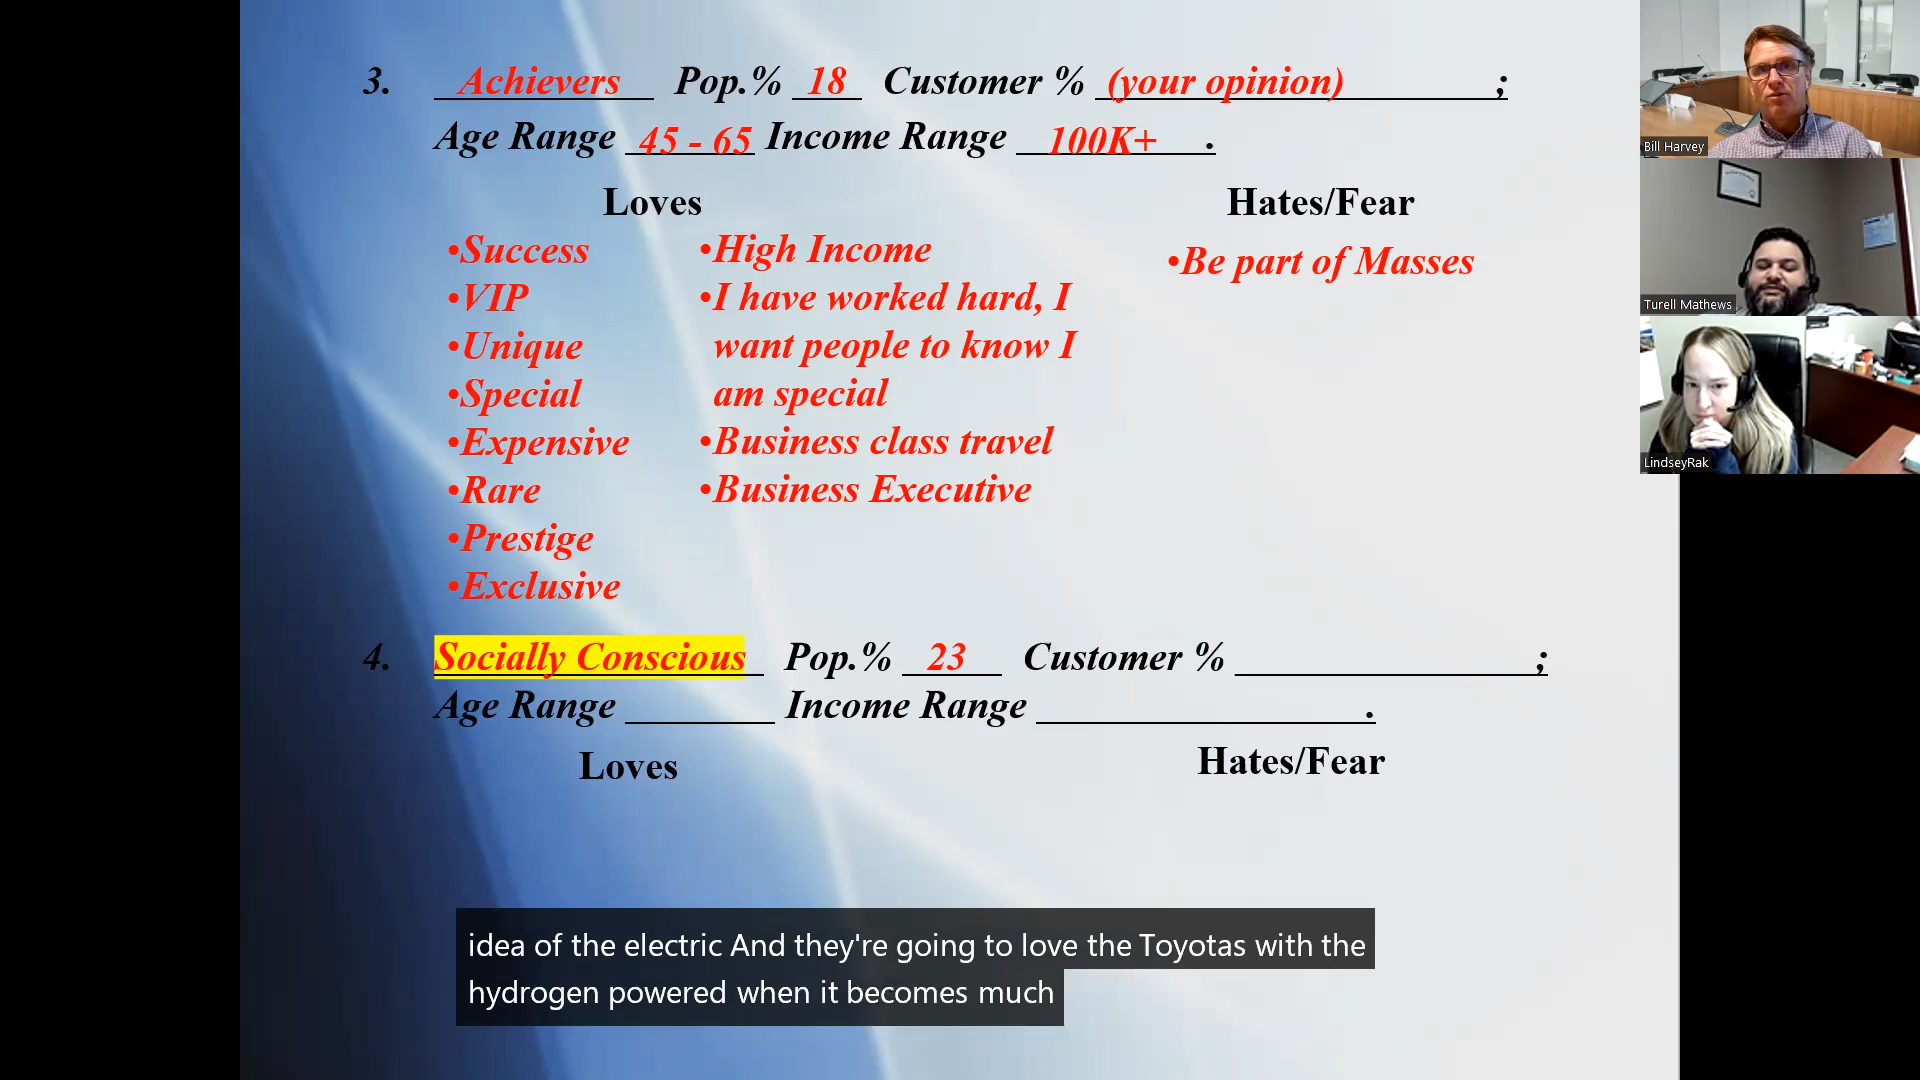 3. Achievers Pop.% 18 Customer % (your opinion) ;
Age Range 45 - 65 Income Range 100K+ .
Loves
Hates/Fear
•Success
•VIP
•Unique
•Special
•Expensive
•Rare
•Prestige
•Exclusive
•High Income
•I have worked hard, I
want people to know I
am special
•Business class travel
•Business Executive
•Be part of Masses
4. Socially Conscious Pop.% 23 Customer % ;
Age Range Income Range .
Loves
Hates/Fear
idea of the electric And they're going to love the Toyotas with the
hydrogen powered when it becomes much
Bill Harvey
Turell Mathews
LindseyRak